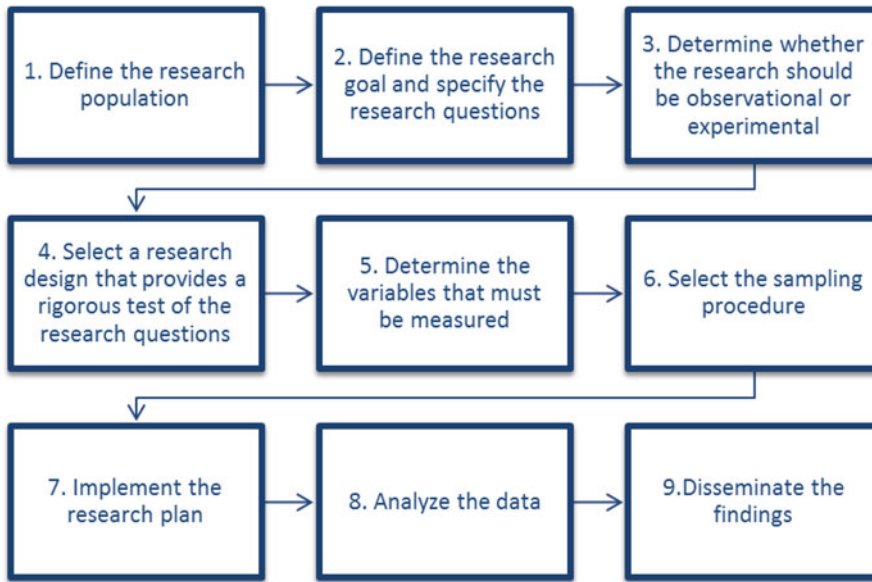 1. Define the research
population
2. Define the research
goal and specify the
research questions
3. Determine whether
the research should
be observational or
experimental
4. Select a research
design that provides a
rigorous test of the
research questions
5. Determine the
variables that must
be measured
6. Select the sampling
procedure
7. Implement the
research plan
8. Analyze the data
9.Disseminate the
findings